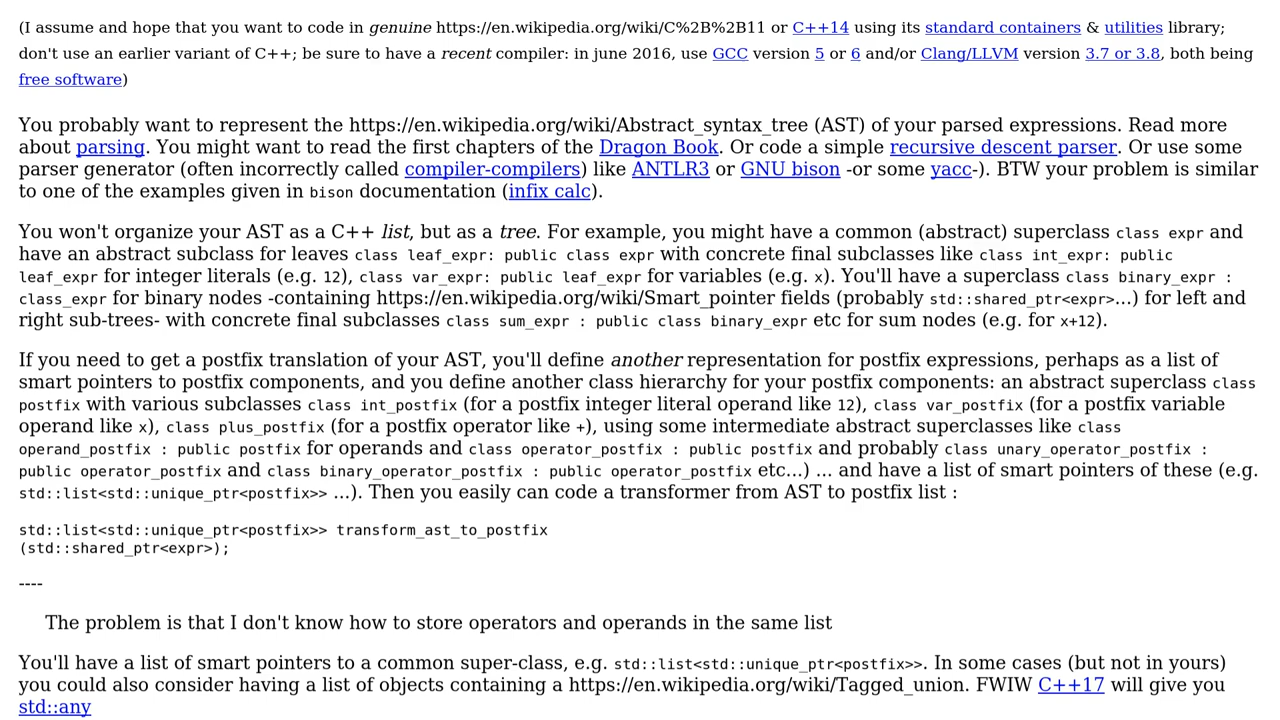 (I assume and hope that you want to code in genuine https://en.wikipedia.org/wiki/C%2B%2B11 or C++14 using its standard containers & utilities library;
don't use an earlier variant of C++; be sure to have a recent compiler: in june 2016, use GCC version 5 or 6 and/or Clang/LLVM version 3.7 or 3.8, both being
free software)
You probably want to represent the https://en.wikipedia.org/wiki/Abstract_syntax_tree (AST) of your parsed expressions. Read more
about parsing. You might want to read the first chapters of the Dragon Book. Or code a simple recursive descent parser. Or use some
parser generator (often incorrectly called compiler-compilers) like ANTLR3 or GNU bison -or some yacc-). BTW your problem is similar
to one of the examples given in bison documentation (infix calc).
You won't organize your AST as a C++ list, but as a tree. For example, you might have a common (abstract) superclass class expr and
have an abstract subclass for leaves class leaf_expr: public class expr with concrete final subclasses like class int_expr: public
leaf_expr for integer literals (e.g. 12), class var_expr: public leaf_expr for variables (e.g. x). You'll have a superclass class binary_expr :
class_expr for binary nodes -containing https://en.wikipedia.org/wiki/Smart_pointer fields (probably std::shared_ptr<expr>...) for left and
right sub-trees- with concrete final subclasses class sum_expr : public class binary_expr etc for sum nodes (e.g. for x+12).
If you need to get a postfix translation of your AST, you'll define another representation for postfix expressions, perhaps as a list of
smart pointers to postfix components, and you define another class hierarchy for your postfix components: an abstract superclass class
postfix with various subclasses class int_postfix (for a postfix integer literal operand like 12), class var_postfix (for a postfix variable
operand like x), class plus_postfix (for a postfix operator like +), using some intermediate abstract superclasses like class
operand_postfix : public postfix for operands and class operator_postfix : public postfix and probably class unary_operator_postfix :
public operator_postfix and class binary_operator_postfix : public operator_postfix etc...) ... and have a list of smart pointers of these (e.g.
std::list<std::unique_ptr<postfix>> ...). Then you easily can code a transformer from AST to postfix list :
std::list<std::unique_ptr<postfix>> transform_ast_to_postfix
(std::shared_ptr<expr>);
----
The problem is that I don't know how to store operators and operands in the same list
You'll have a list of smart pointers to a common super-class, e.g. std::list<std::unique_ptr<postfix>>. In some cases (but not in yours)
you could also consider having a list of objects containing a https://en.wikipedia.org/wiki/Tagged_union. FWIW C++17 will give you
std::any